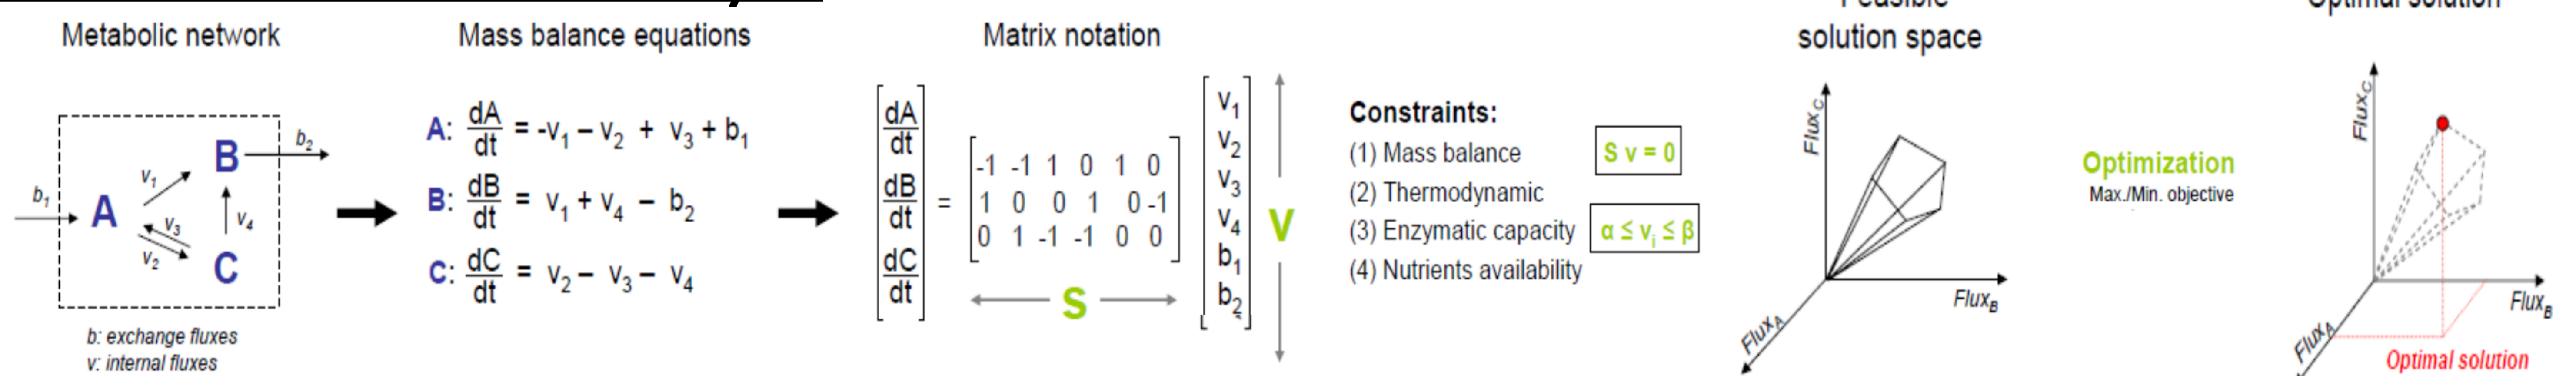 Metabolic network
b1
A
v1
B
b2
v3
v2
v4
C
b: exchange fluxes
v: internal fluxes
Mass balance equations
A: dA/dt = -v1 – v2 + v3 + b1
B: dB/dt = v1 + v4 – b2
C: dC/dt = v2 – v3 – v4
Matrix notation
dA/dt
dB/dt
dC/dt
=
-1 -1 1 0 1 0
1 0 0 1 0 -1
0 1 -1 -1 0 0
S
v1
v2
v3
v4
b1
b2
V
Constraints:
(1) Mass balance
S v = 0
(2) Thermodynamic
(3) Enzymatic capacity
α ≤ vi ≤ β
(4) Nutrients availability
Feasible
solution space
FluxC
FluxB
FluxA
Optimization
Max./Min. objective
Optimal solution
FluxC
FluxB
FluxA
Optimal solution